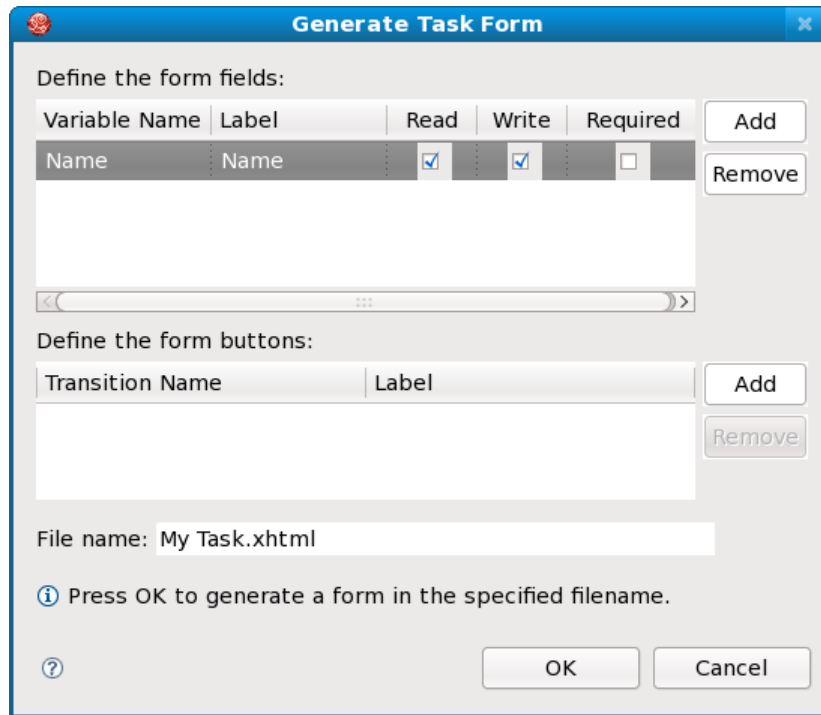 Generate Task Form
Define the form fields:
Variable Name Label Read Write Required
Add
Name Name
Remove
Define the form buttons:
Transition Name Label
Add
Remove
File name: My Task.xhtml
Press OK to generate a form in the specified filename.
OK Cancel